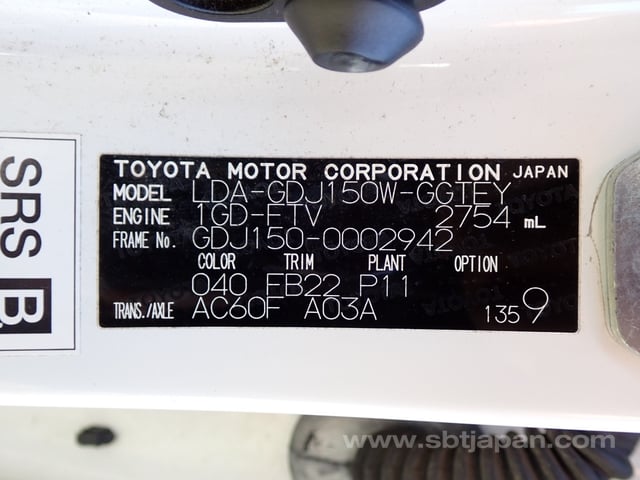 TOYOTA MOTOR CORPORATION JAPAN
MODEL LDA-GDJ150W-GGTEY
ENGINE 1GD-FTV 2754 mL
FRAME No. GDJ150-0002942
COLOR TRIM PLANT OPTION
040 FB22 P11
TRANS./AXLE AC60F A03A 1359
SRS B
www.sbtjapan.com